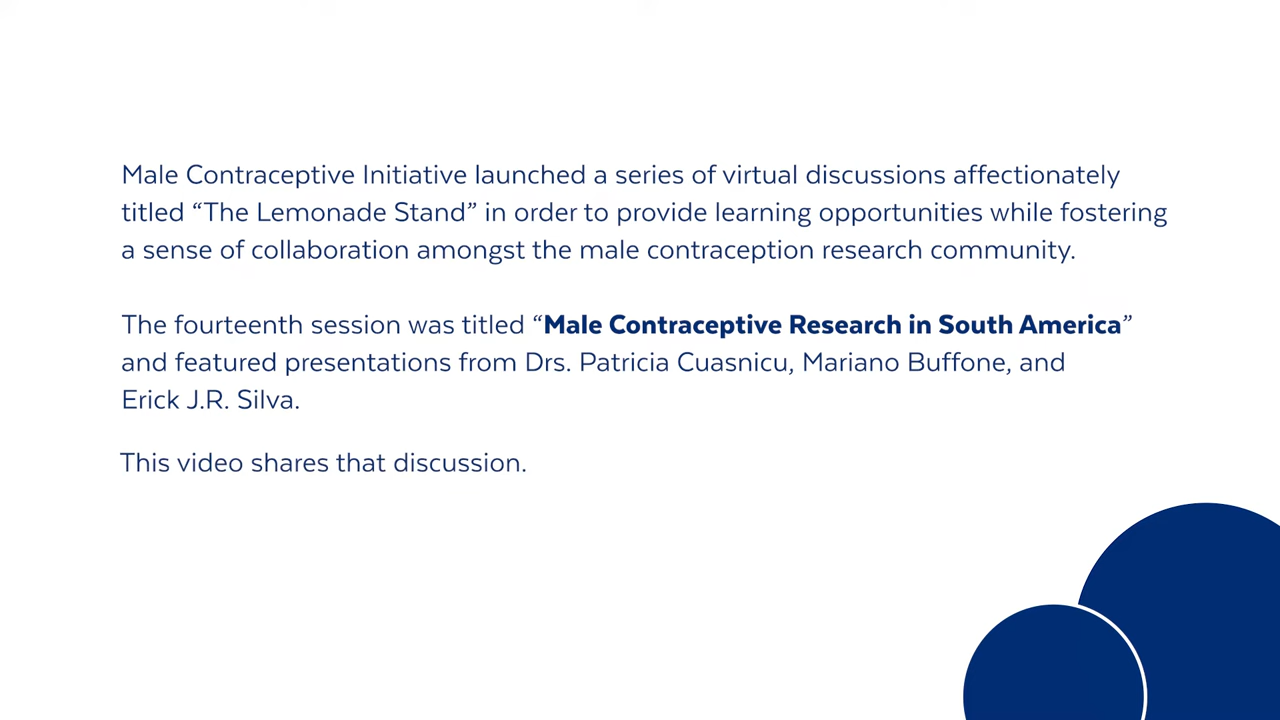 Male Contraceptive Initiative launched a series of virtual discussions affectionately
titled “The Lemonade Stand” in order to provide learning opportunities while fostering
a sense of collaboration amongst the male contraception research community.
The fourteenth session was titled “Male Contraceptive Research in South America”
and featured presentations from Drs. Patricia Cuasnicu, Mariano Buffone, and
Erick J.R. Silva.
This video shares that discussion.